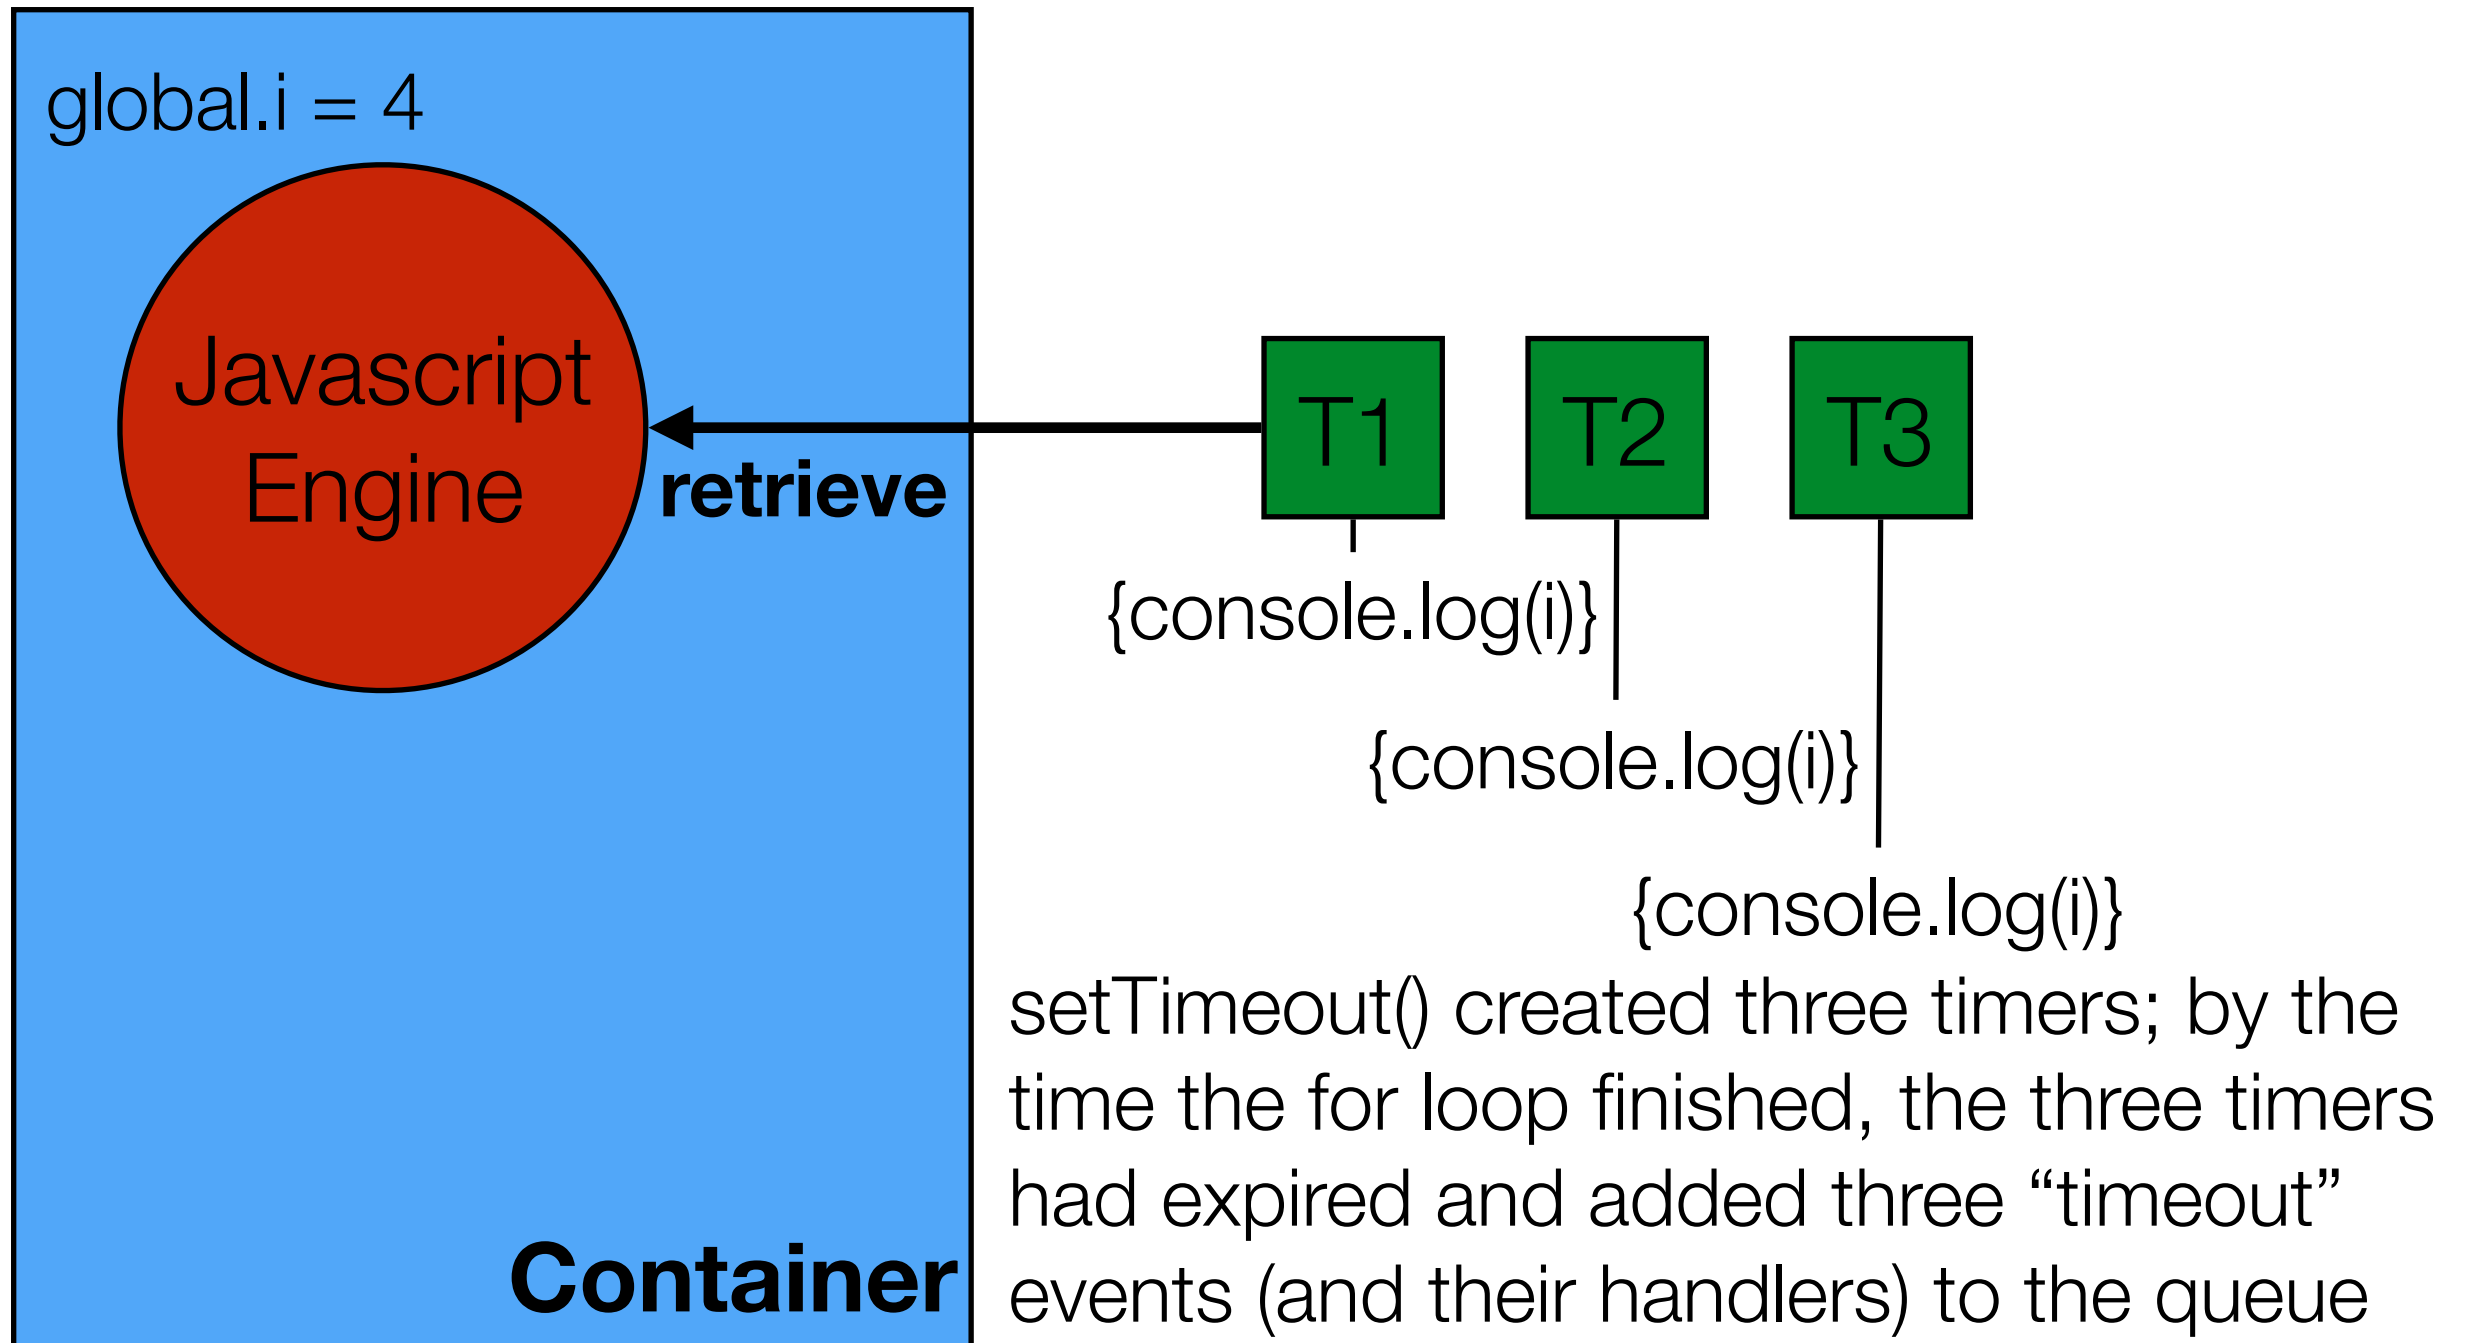 global.i = 4
Javascript
Engine
retrieve
T1 T2 T3
{console.log(i)}
{console.log(i)}
{console.log(i)}
setTimeout() created three timers; by the
time the for loop finished, the three timers
had expired and added three “timeout”
events (and their handlers) to the queue
Container